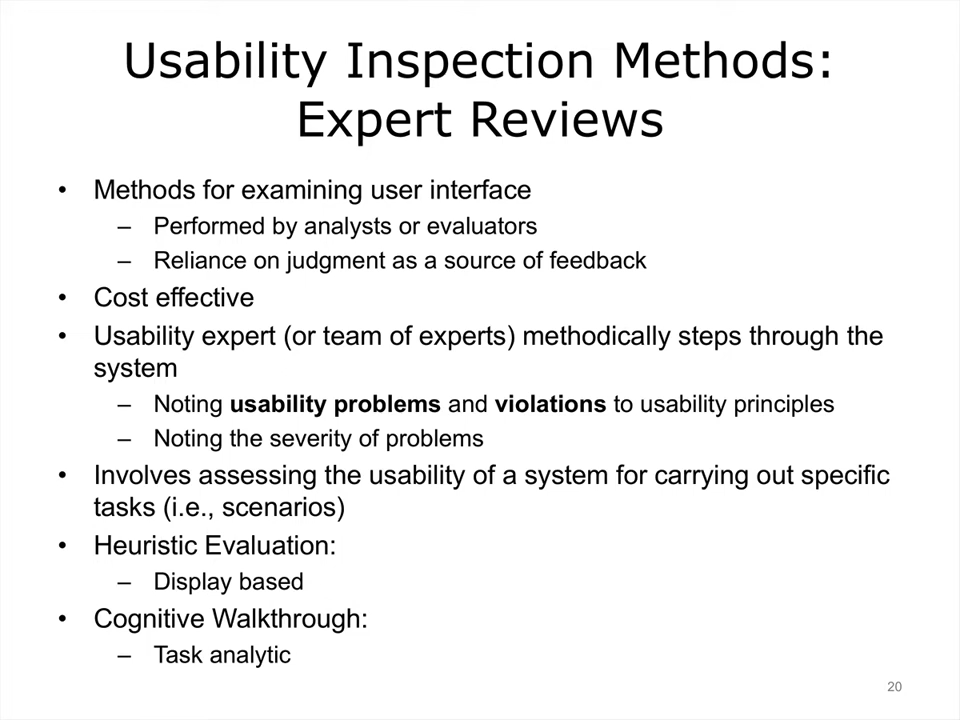 Usability Inspection Methods:
Expert Reviews
• Methods for examining user interface
– Performed by analysts or evaluators
– Reliance on judgment as a source of feedback
• Cost effective
• Usability expert (or team of experts) methodically steps through the
system
– Noting usability problems and violations to usability principles
– Noting the severity of problems
• Involves assessing the usability of a system for carrying out specific
tasks (i.e., scenarios)
• Heuristic Evaluation:
– Display based
• Cognitive Walkthrough:
– Task analytic
20